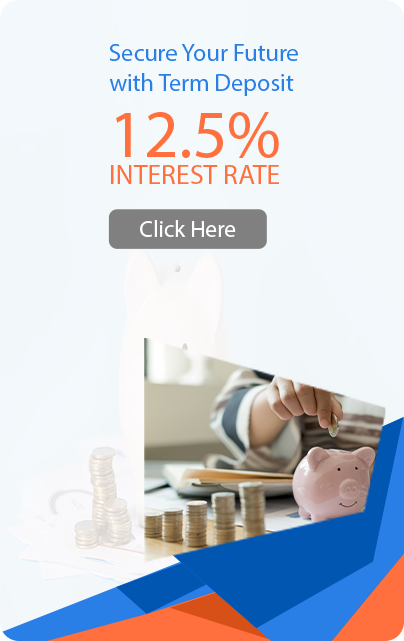 Secure Your Future
with Term Deposit
12.5%
INTEREST RATE
Click Here